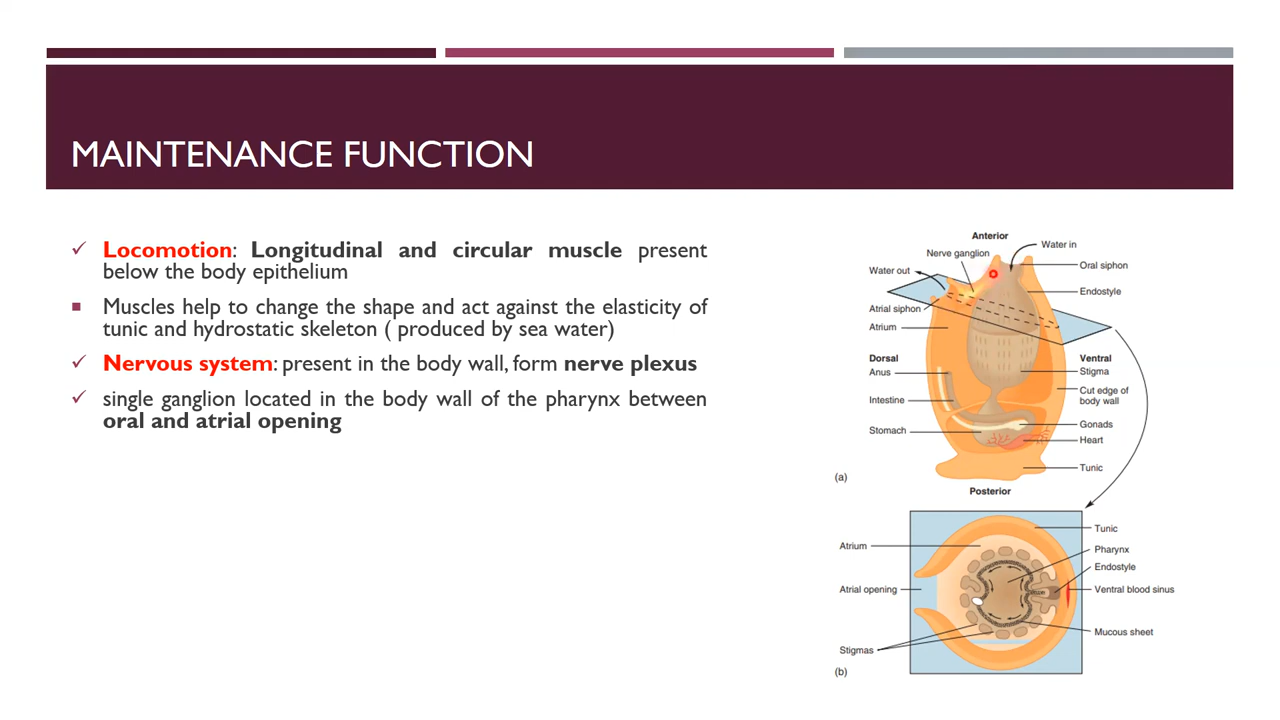 MAINTENANCE FUNCTION
✓ Locomotion: Longitudinal and circular muscle present
below the body epithelium
▪ Muscles help to change the shape and act against the elasticity of
tunic and hydrostatic skeleton ( produced by sea water)
✓ Nervous system: present in the body wall, form nerve plexus
✓ single ganglion located in the body wall of the pharynx between
oral and atrial opening
Anterior
Water in
Nerve ganglion
Oral siphon
Water out
Endostyle
Atrial siphon
Atrium
Dorsal
Ventral
Anus
Stigma
Intestine
Cut edge of
body wall
Gonads
Stomach
Heart
Tunic
(a)
Posterior
Tunic
Atrium
Pharynx
Endostyle
Atrial opening
Ventral blood sinus
Mucous sheet
Stigmas
(b)